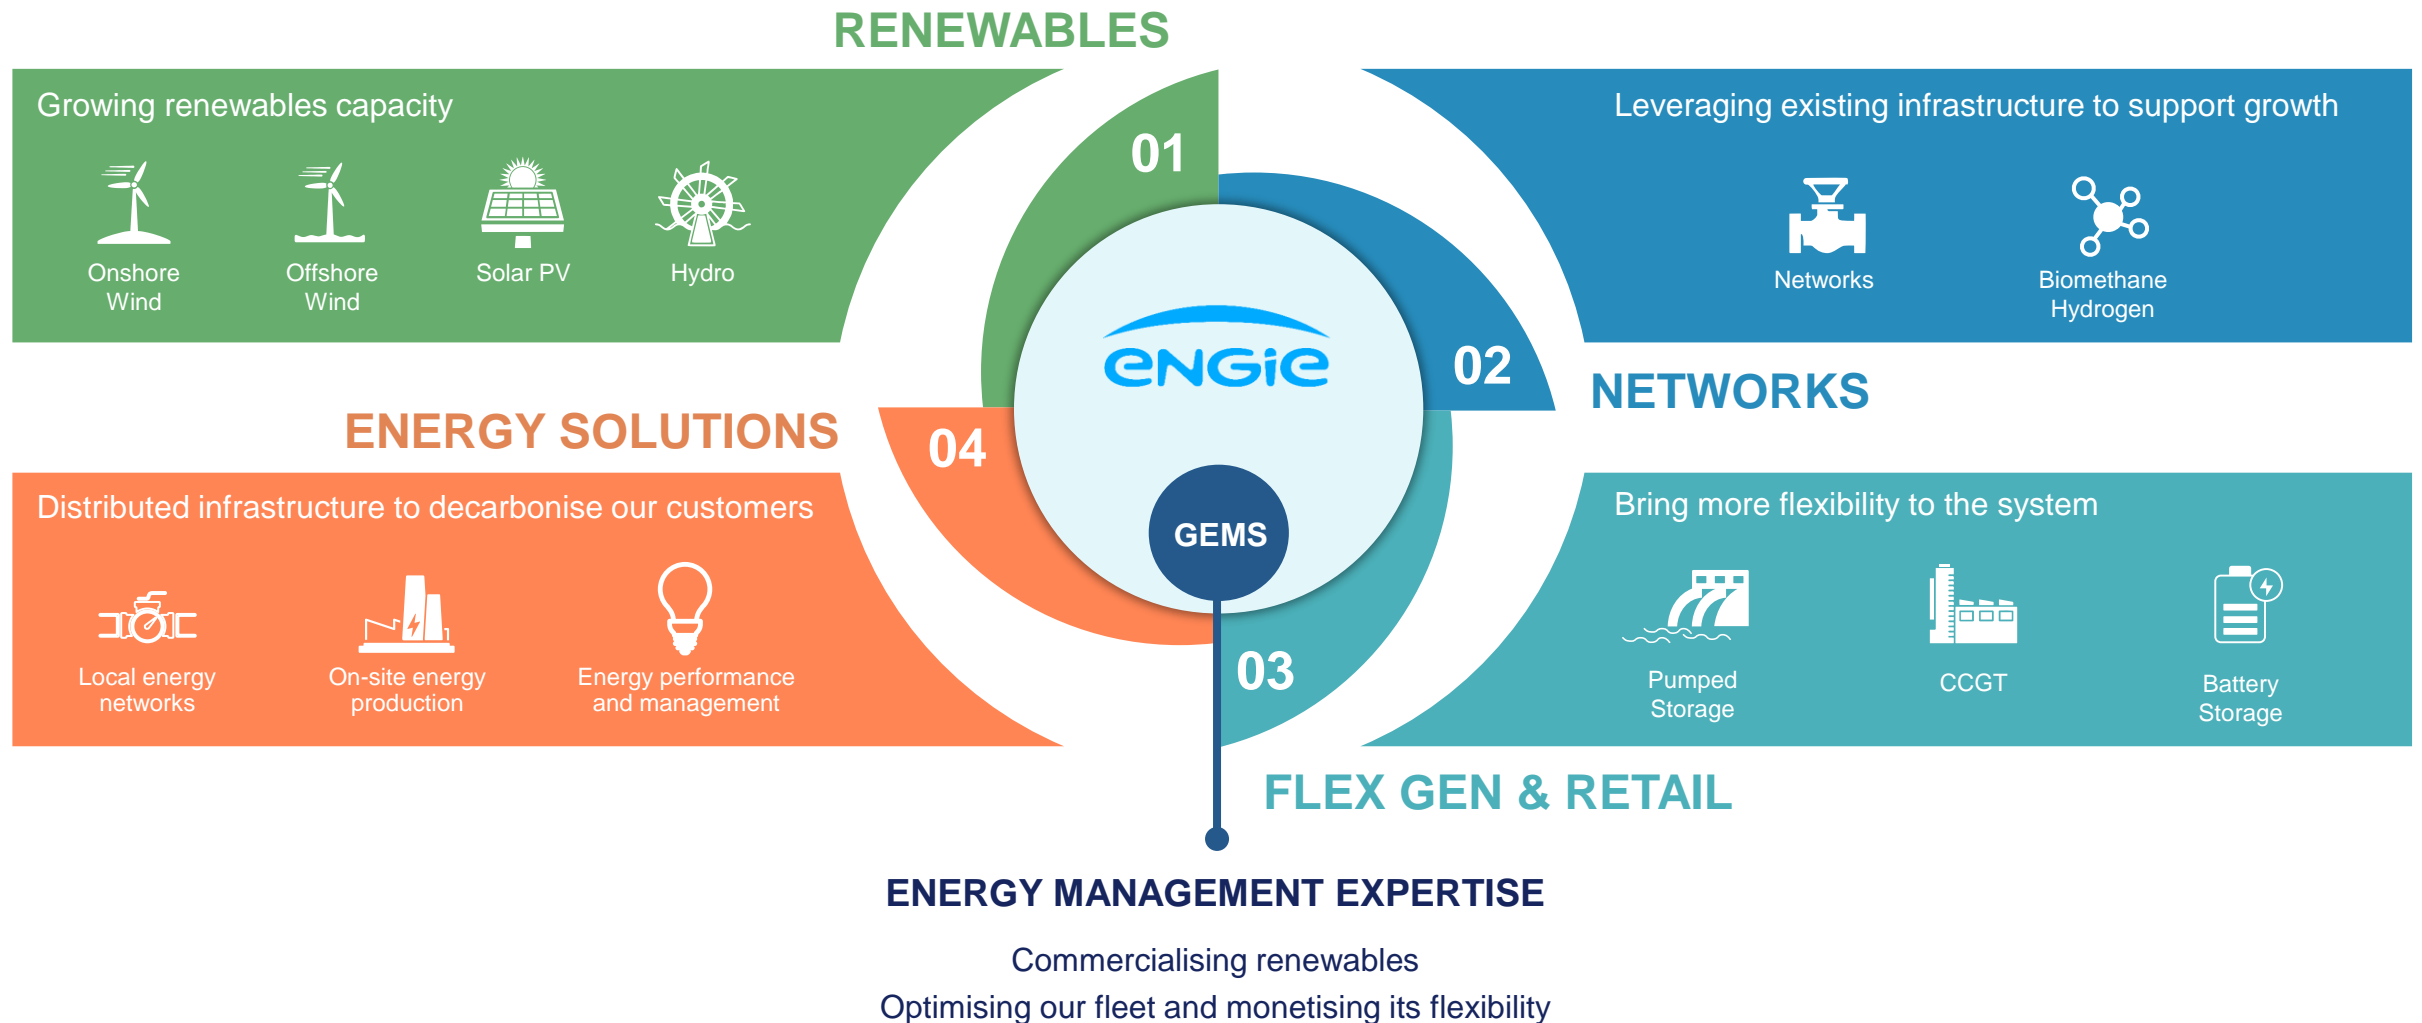 RENEWABLES
Growing renewables capacity
01
Onshore
Wind
Offshore
Wind
Solar PV
Hydro
Leveraging existing infrastructure to support growth
Networks
Biomethane
Hydrogen
02
NETWORKS
eNGiE
GEMS
ENERGY SOLUTIONS
04
Distributed infrastructure to decarbonise our customers
Local energy
networks
On-site energy
production
Energy performance
and management
Bring more flexibility to the system
03
Pumped
Storage
CCGT
Battery
Storage
FLEX GEN & RETAIL
ENERGY MANAGEMENT EXPERTISE
Commercialising renewables
Optimising our fleet and monetising its flexibility